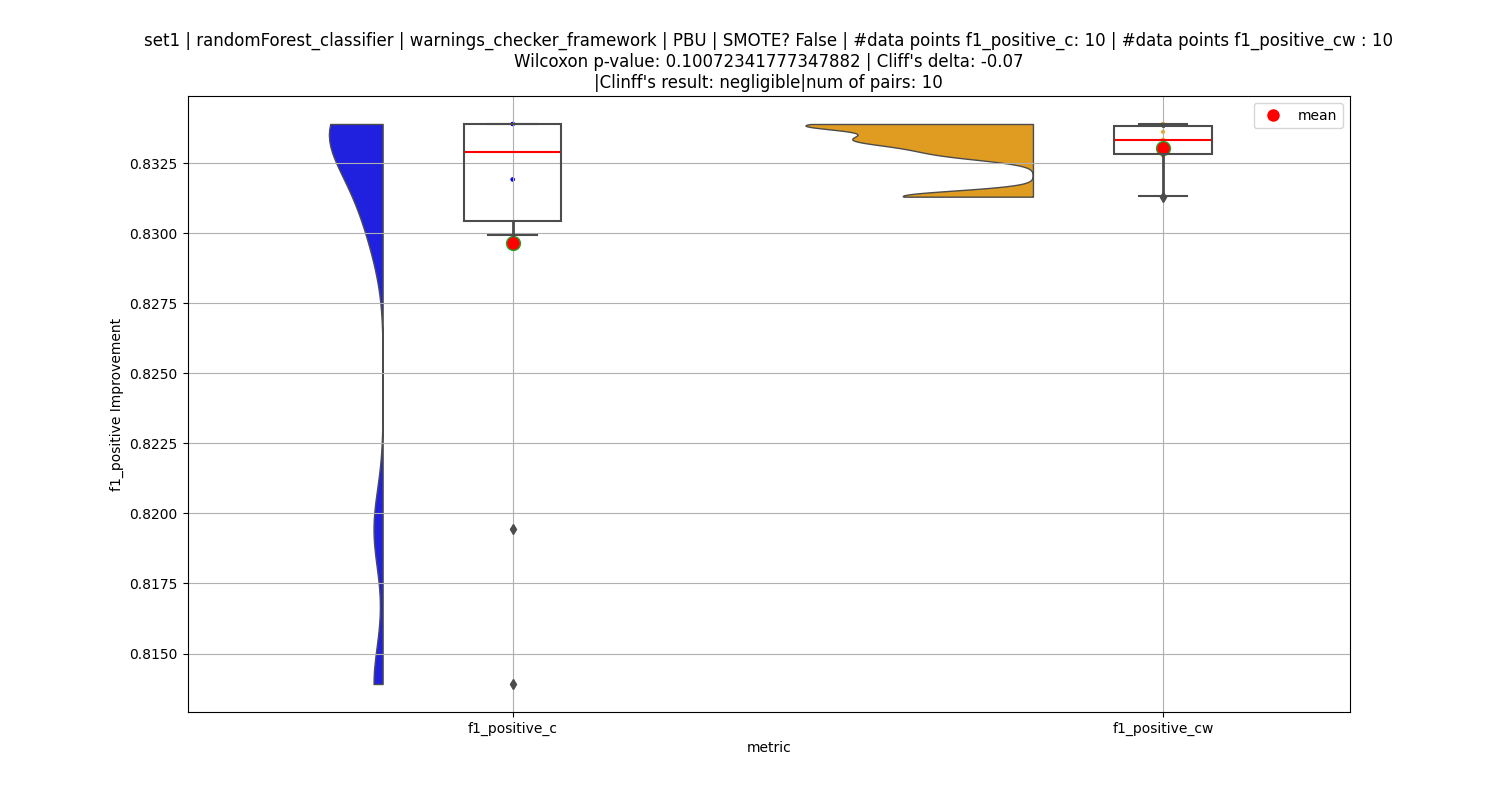 set1 | randomForest_classifier | warnings_checker_framework | PBU | SMOTE? False | #data points f1_positive_c: 10 | #data points f1_positive_cw : 10
Wilcoxon p-value: 0.10072341777347882 | Cliff's delta: -0.07
|Clinff's result: negligible|num of pairs: 10
mean
0.8325
0.8300
0.8275
0.8250
0.8225
0.8200
0.8175
0.8150
f1_positive Improvement
f1_positive_c
f1_positive_cw
metric